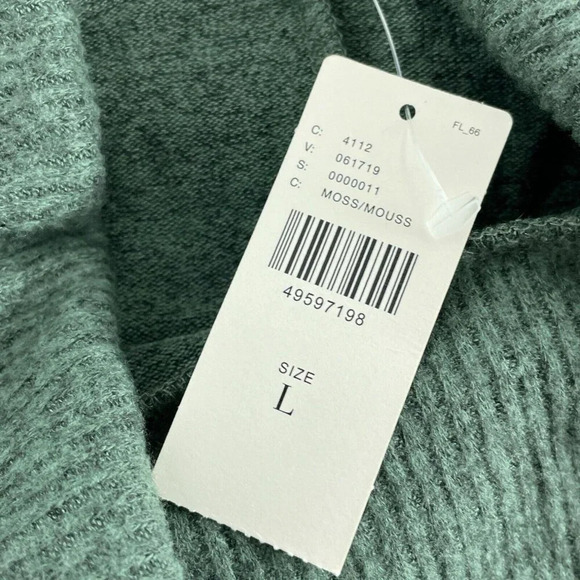 FL_66
C: 4112
V: 061719
S: 0000011
C: MOSS/MOUSS
49597198
SIZE
L